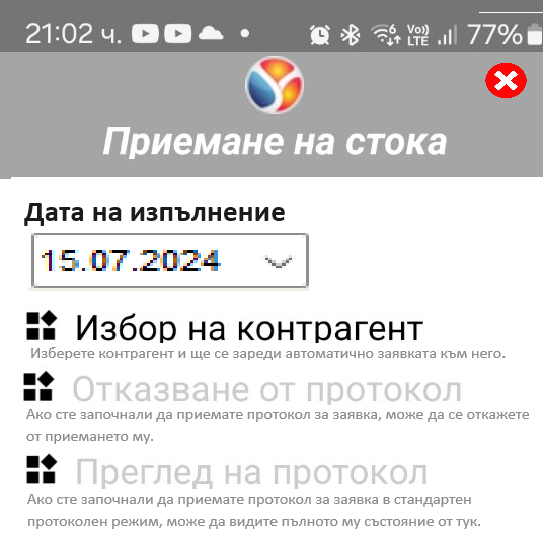 21:02 ч. 6 Vo)) LTE 77%
Приемане на стока
Дата на изпълнение
15.07.2024
Избор на контрагент
Изберете контрагент и ще се зареди автоматично заявката към него.
Отказване от протокол
Ако сте започнали да приемате протокол за заявка, може да се откажете
от приемането му.
Преглед на протокол
Ако сте започнали да приемате протокол за заявка в стандартен
протоколен режим, може да видите пълното му състояние от тук.